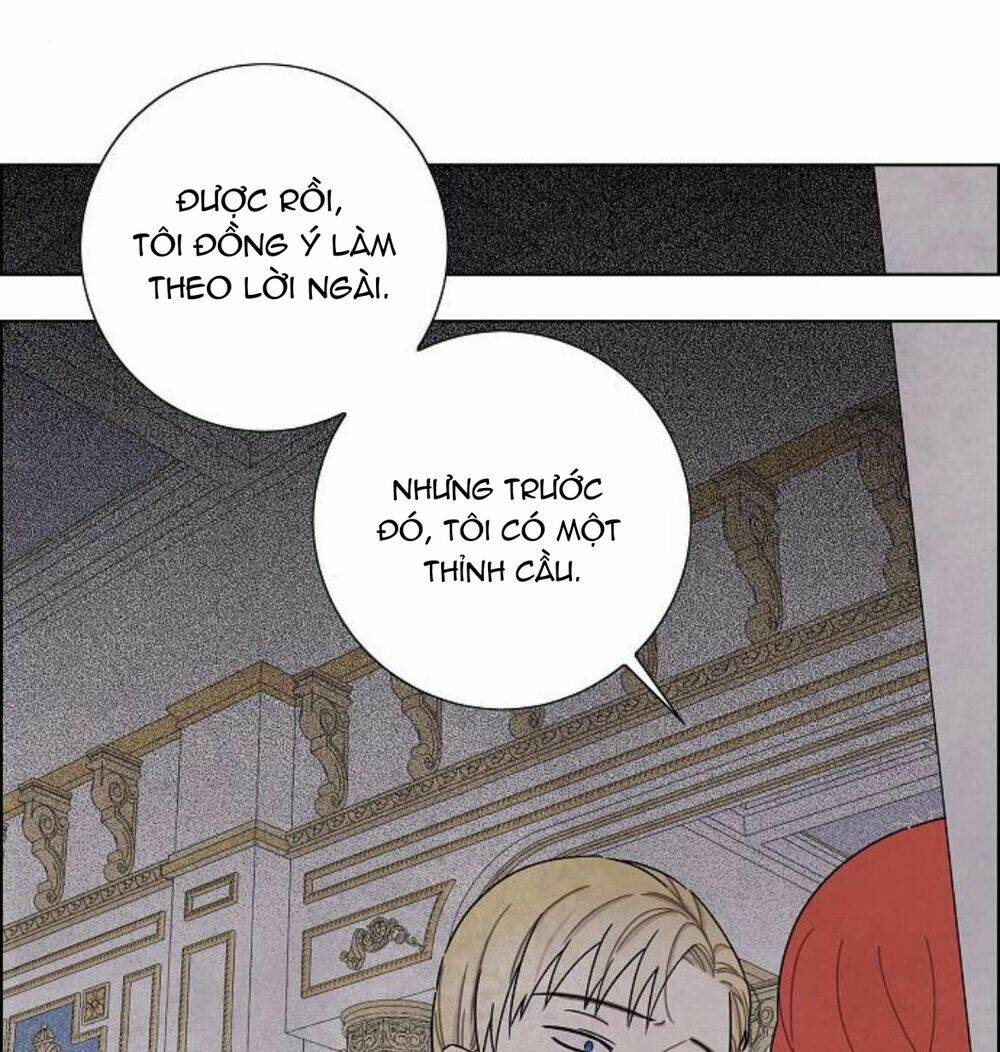 ĐƯỢC RỒI,
TÔI ĐỒNG Ý LÀM
THEO LỜI NGÀI.
NHƯNG TRƯỚC
ĐÓ, TÔI CÓ MỘT
THỈNH CẦU.